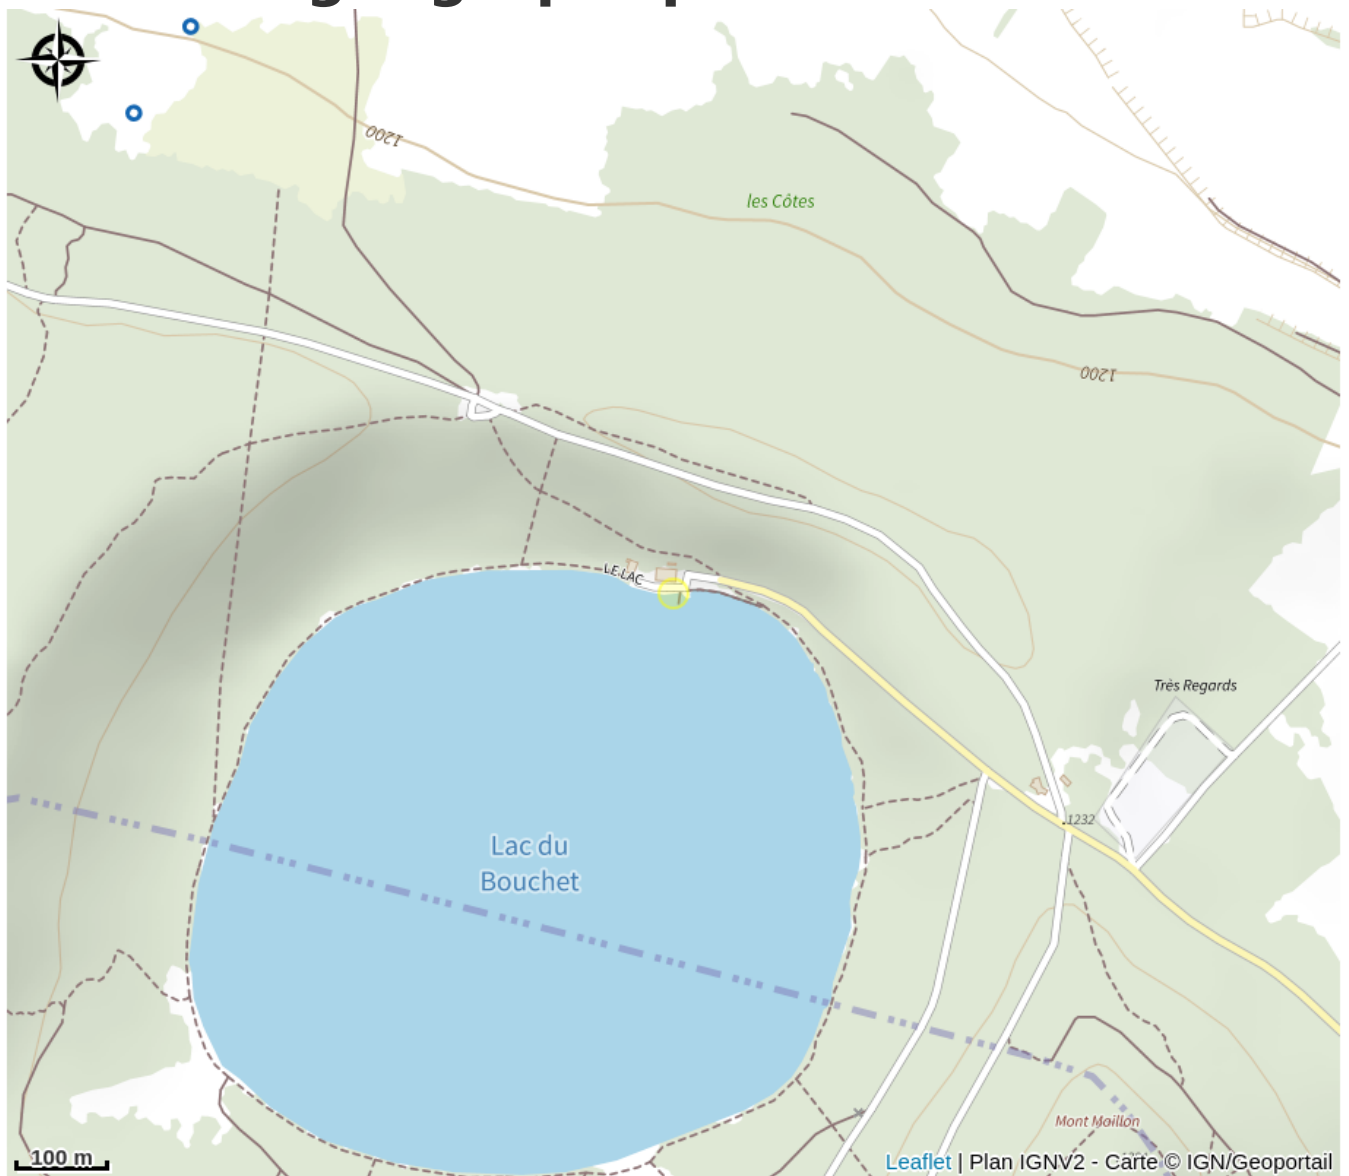 1200
les Côtes
1200
LE LAC
Très Regards
1232
Lac du
Bouchet
Mont Moillon
100 m
Leaflet | Plan IGNV2 - Carte © IGN/Geoportail